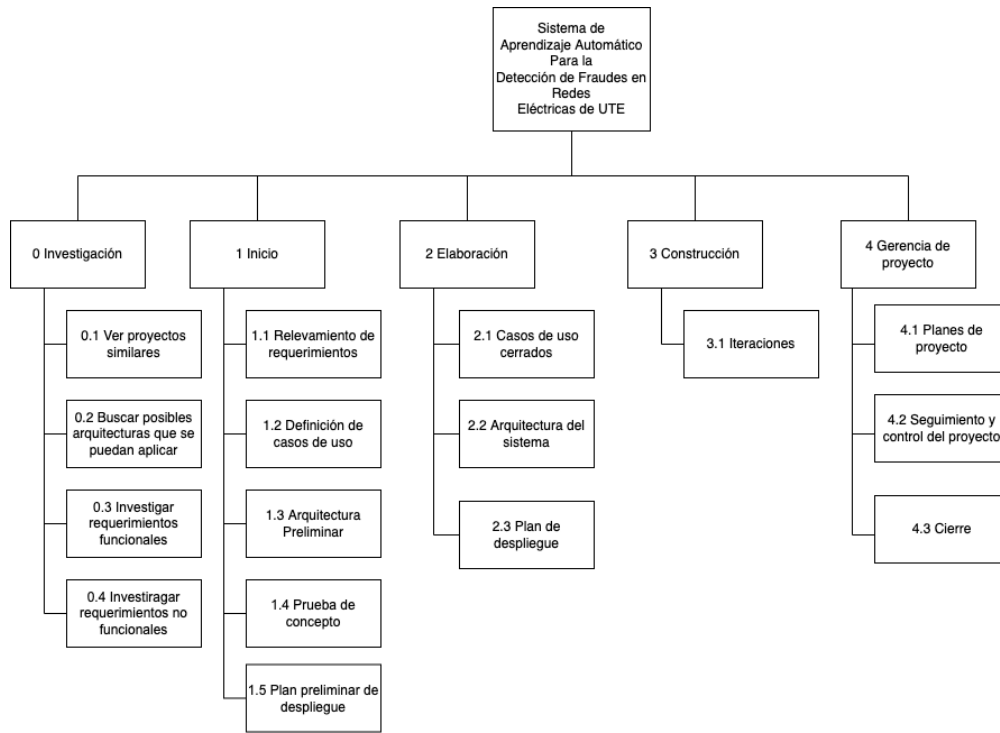 Sistema de
Aprendizaje Automático
Para la
Detección de Fraudes en
Redes
Eléctricas de UTE
0 Investigación
1 Inicio
2 Elaboración
3 Construcción
4 Gerencia de
proyecto
0.1 Ver proyectos
similares
0.2 Buscar posibles
arquitecturas que se
puedan aplicar
0.3 Investigar
requerimientos
funcionales
0.4 Investiragar
requerimientos no
funcionales
1.1 Relevamiento de
requerimientos
1.2 Definición de
casos de uso
1.3 Arquitectura
Preliminar
1.4 Prueba de
concepto
1.5 Plan preliminar de
despliegue
2.1 Casos de uso
cerrados
2.2 Arquitectura del
sistema
2.3 Plan de
despliegue
3.1 Iteraciones
4.1 Planes de
proyecto
4.2 Seguimiento y
control del proyecto
4.3 Cierre